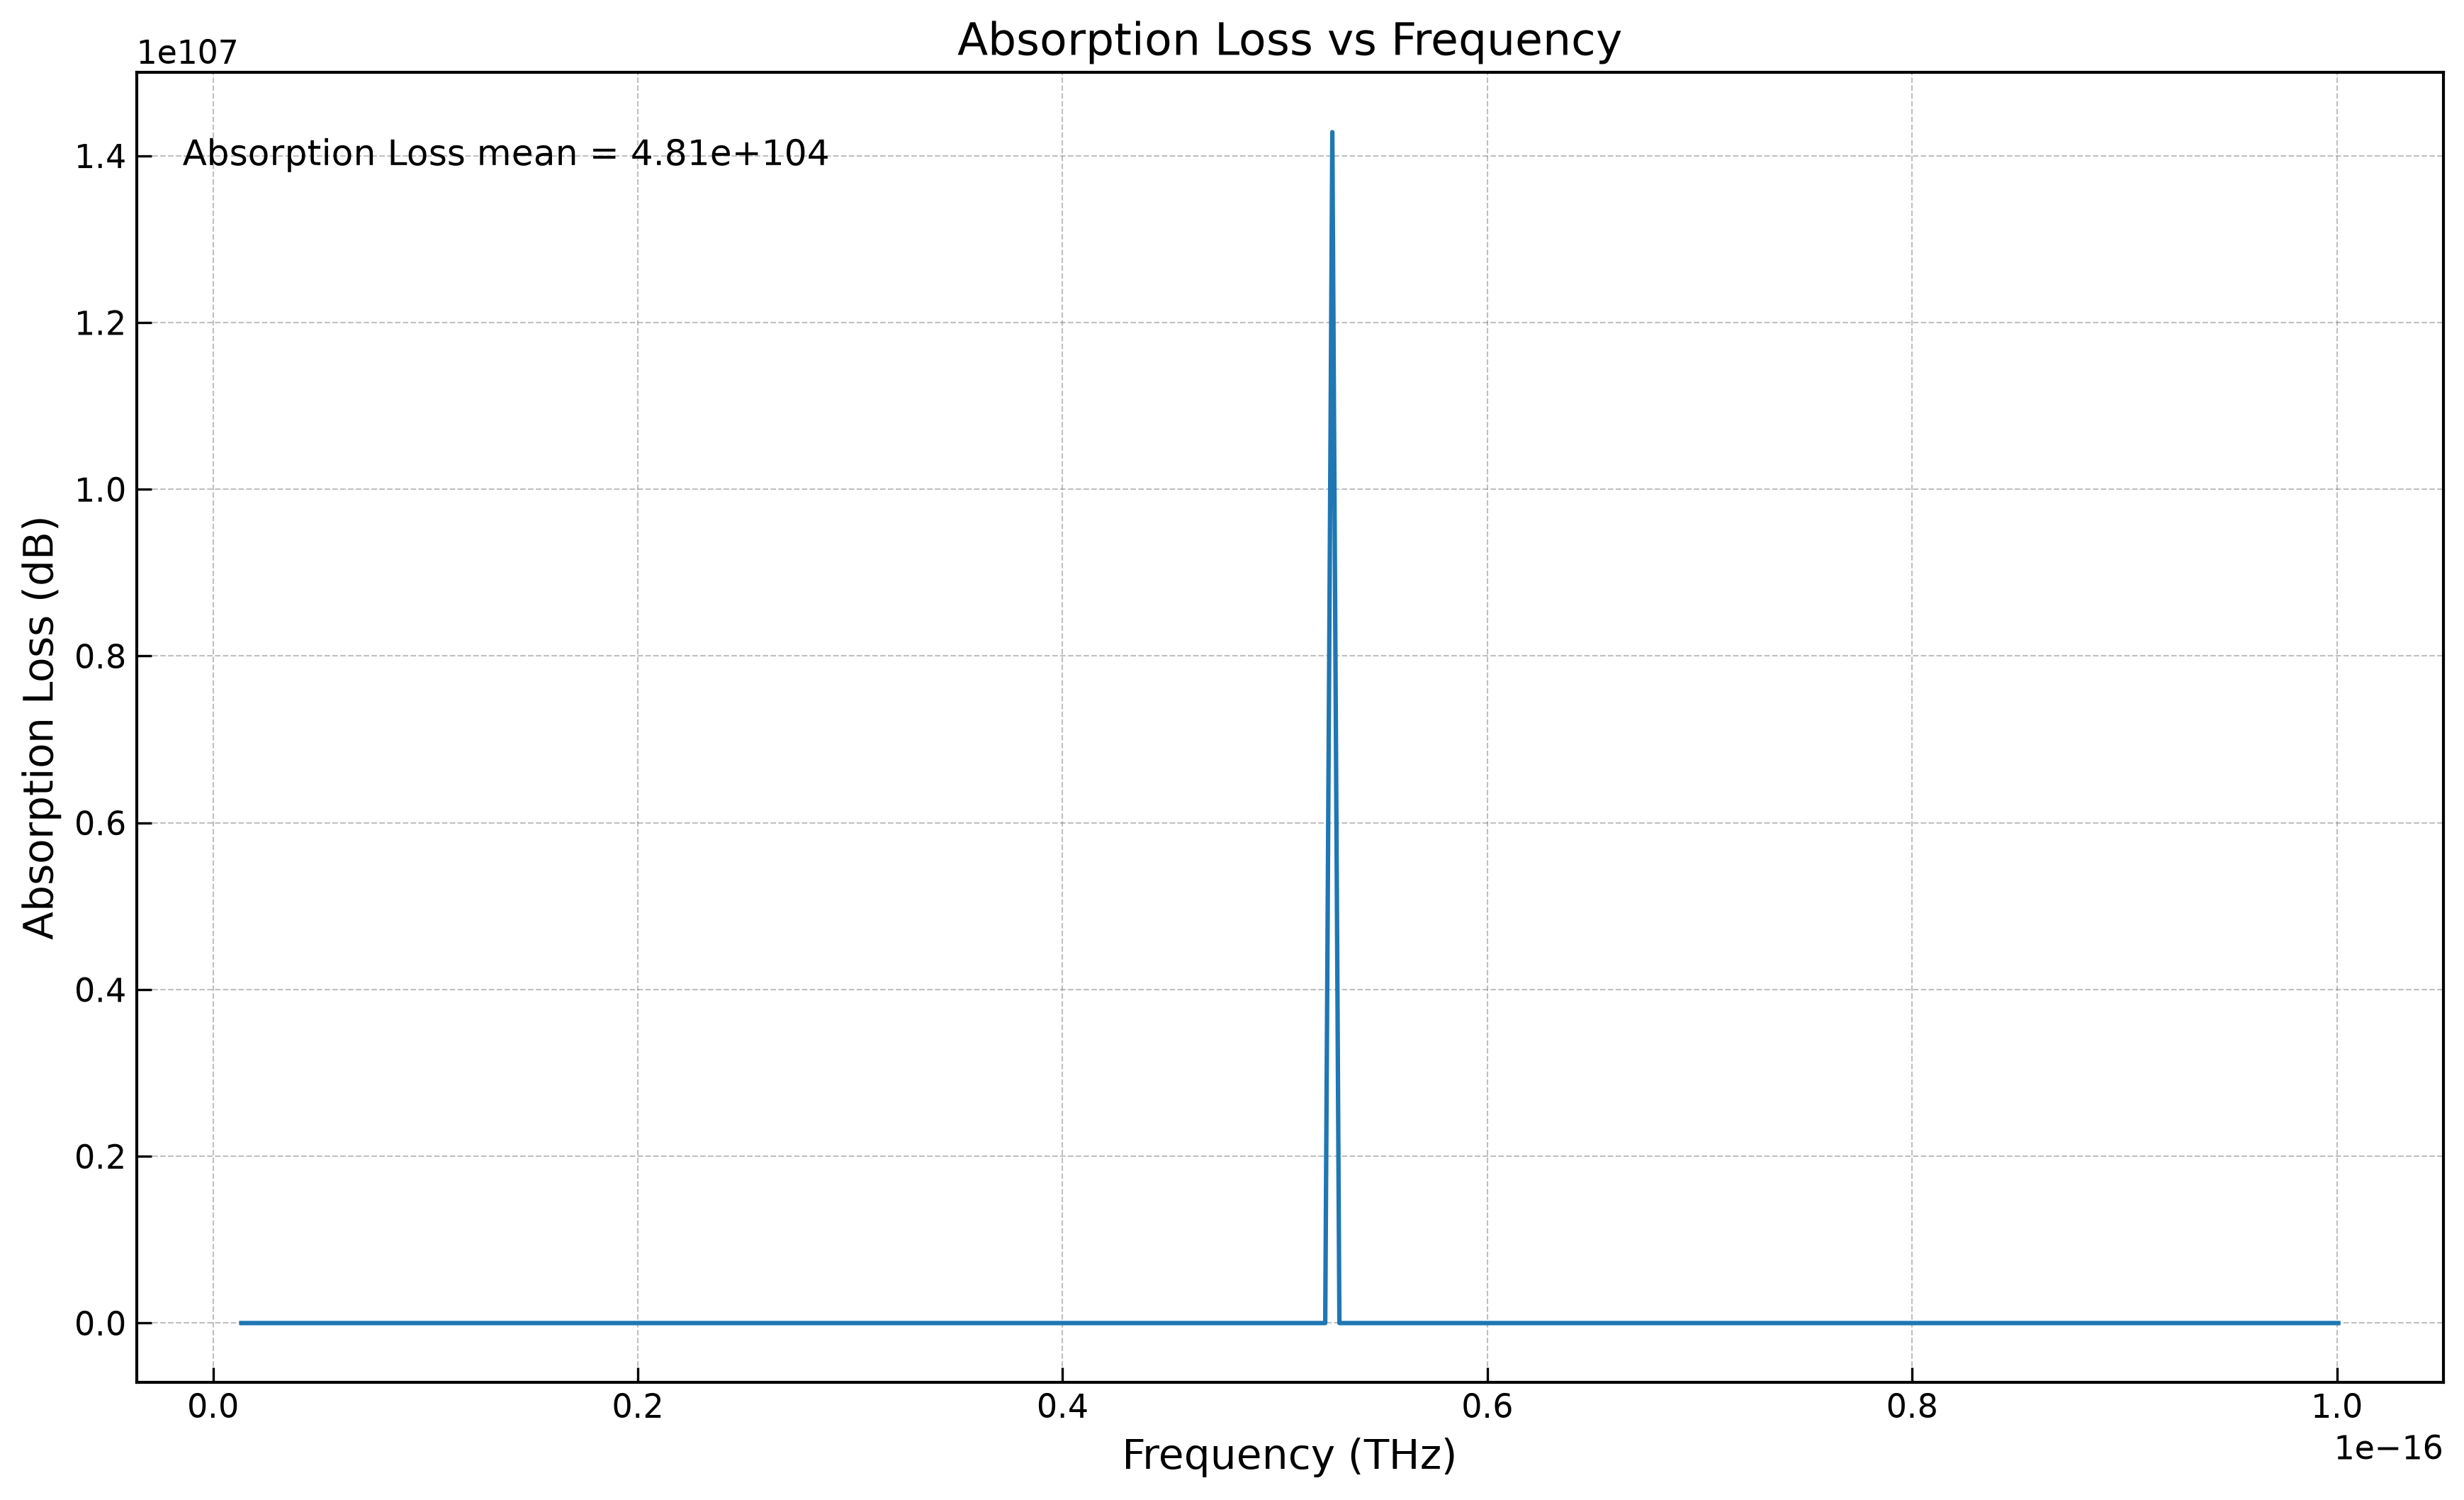 Absorption Loss vs Frequency
1e107
Absorption Loss mean = 4.81e+104
1.4
1.2
1.0
0.8
0.6
0.4
0.2
0.0
Absorption Loss (dB)
0.0 0.2 0.4 0.6 0.8 1.0
1e−16
Frequency (THz)